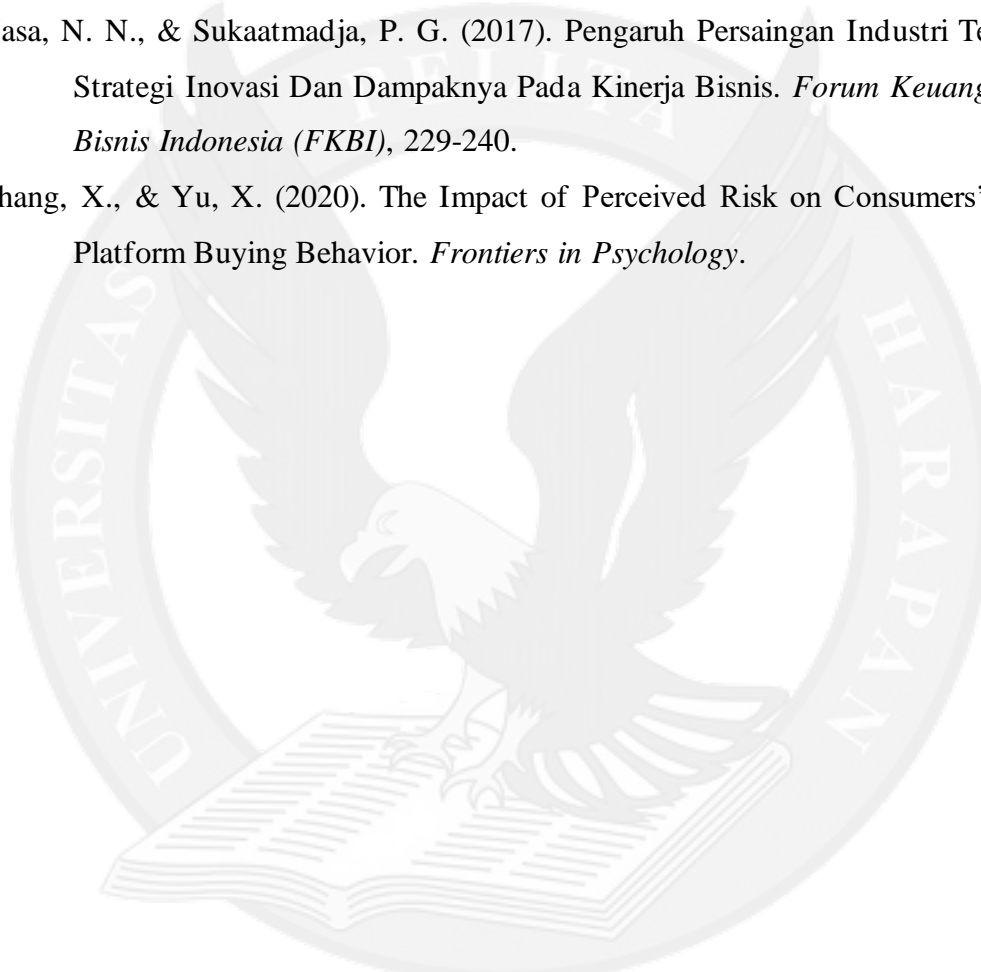 asa, N. N., & Sukaatmadja, P. G. (2017). Pengaruh Persaingan Industri Te
Strategi Inovasi Dan Dampaknya Pada Kinerja Bisnis. Forum Keuang
Bisnis Indonesia (FKBI), 229-240.
hang, X., & Yu, X. (2020). The Impact of Perceived Risk on Consumers'
Platform Buying Behavior. Frontiers in Psychology.
UNIVERSITAS PELITA HARAPAN